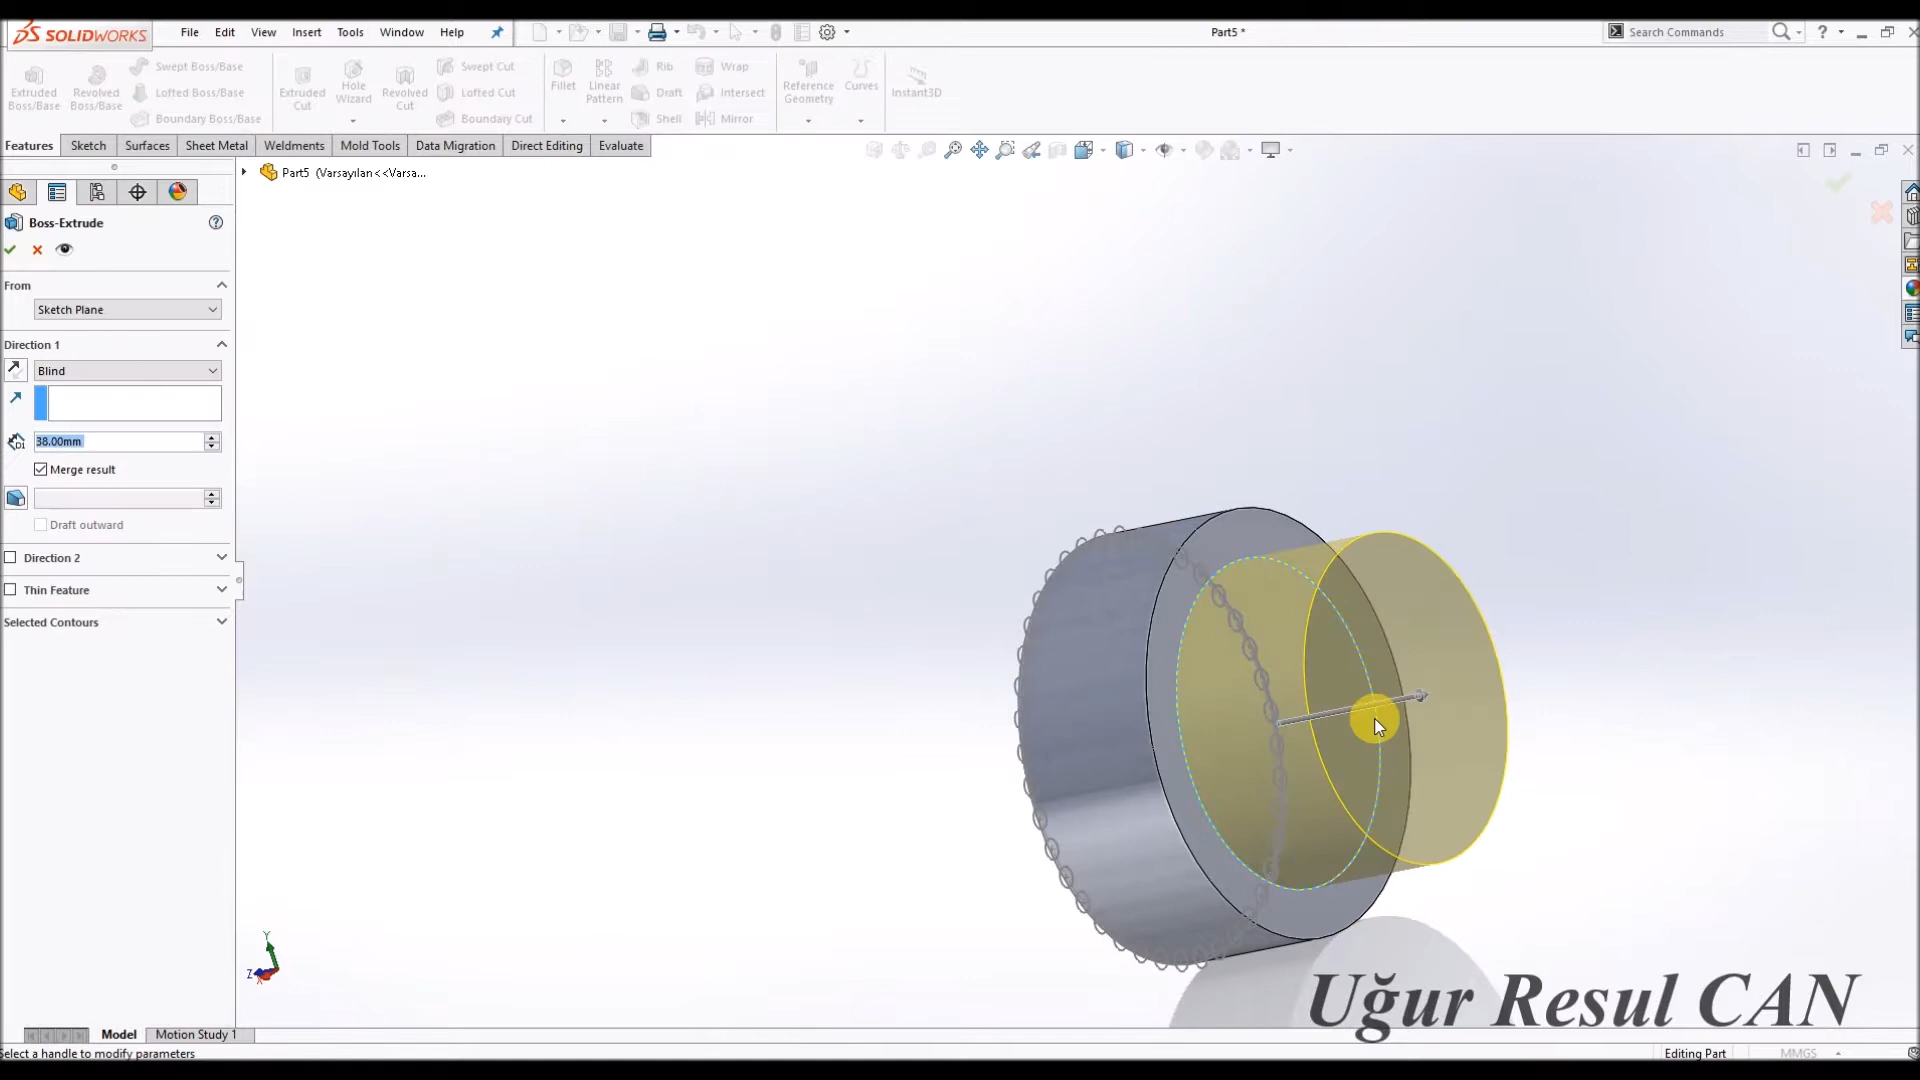 SOLIDWORKS File Edit View Insert Tools Window Help Part5 * Search Commands ?
Extruded Boss/Base
Revolved Boss/Base
Swept Boss/Base
Lofted Boss/Base
Boundary Boss/Base
Extruded Cut
Hole Wizard
Revolved Cut
Swept Cut
Lofted Cut
Boundary Cut
Fillet
Linear Pattern
Rib
Draft
Shell
Wrap
Intersect
Mirror
Reference Geometry
Curves
Instant3D
Features Sketch Surfaces Sheet Metal Weldments Mold Tools Data Migration Direct Editing Evaluate
Part5 (Varsayılan<<Varsa...
Boss-Extrude
From
Sketch Plane
Direction 1
Blind
38.00mm
Merge result
Draft outward
Direction 2
Thin Feature
Selected Contours
Y
Z
X
Uğur Resul CAN
Model Motion Study 1
Select a handle to modify parameters Editing Part MMGS